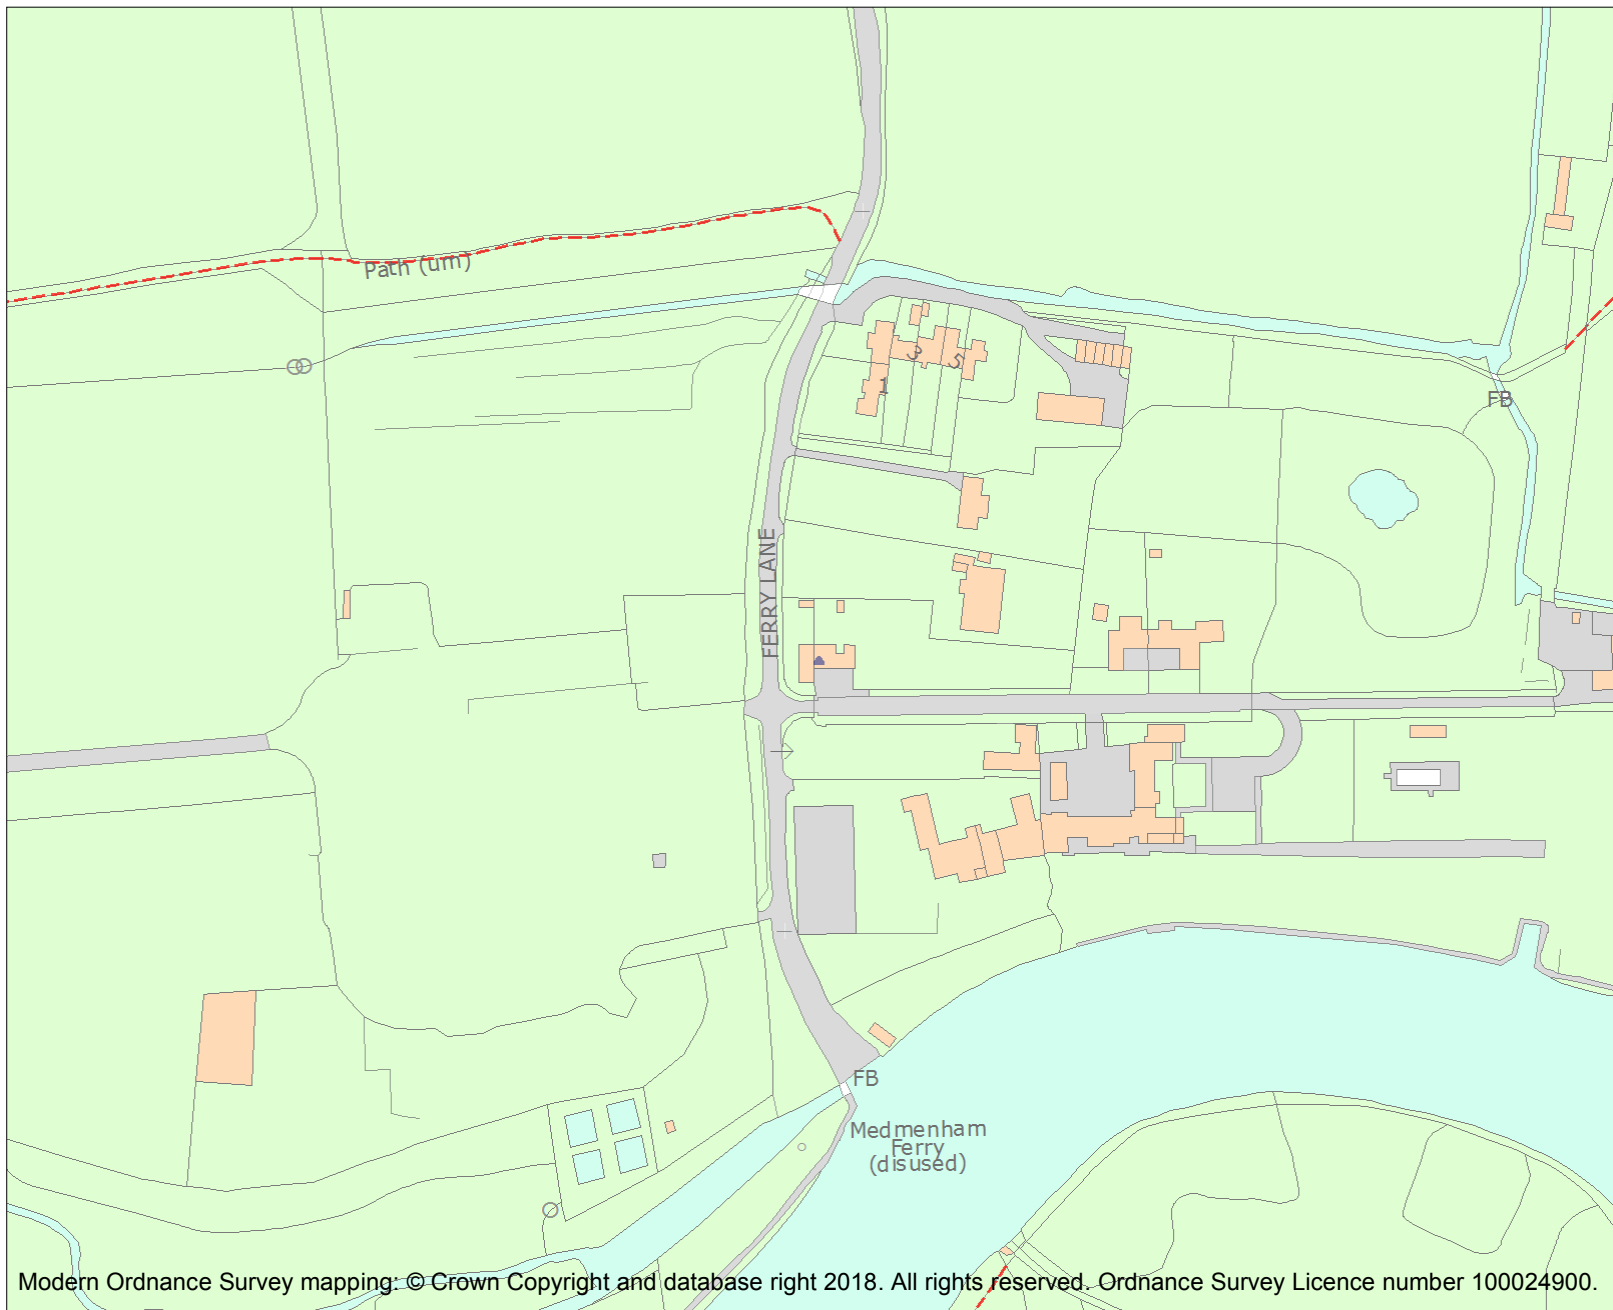 Path (um)
3
5
1
FB
FERRY LANE
FB
Medmenham
Ferry
(disused)
Modern Ordnance Survey mapping: © Crown Copyright and database right 2018. All rights reserved. Ordnance Survey Licence number 100024900.